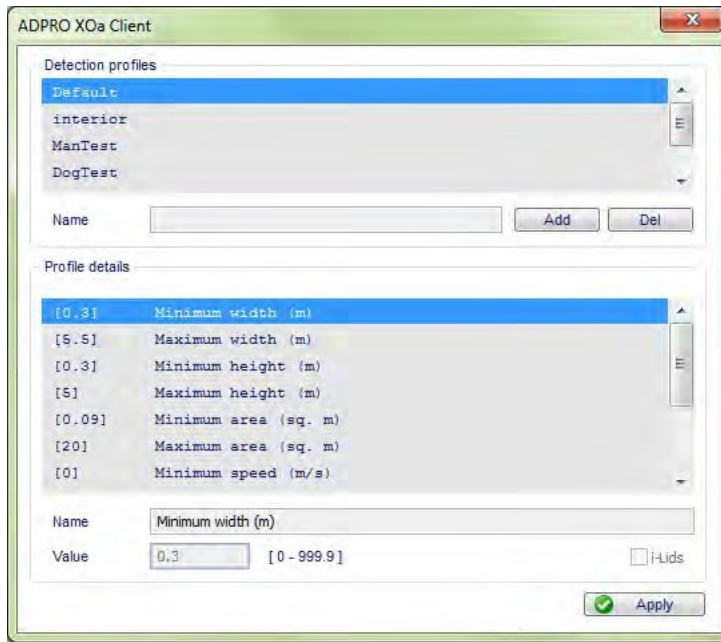 ADPRO XOa Client
Detection profiles
Default
interior
ManTest
DogTest
Name
Add Del
Profile details
[0.3] Minimum width (m)
[5.5] Maximum width (m)
[0.3] Minimum height (m)
[5] Maximum height (m)
[0.09] Minimum area (sq. m)
[20] Maximum area (sq. m)
[0] Minimum speed (m/s)
Name Minimum width (m)
Value 0.3 [ 0 - 999.9 ] i-Lids
Apply